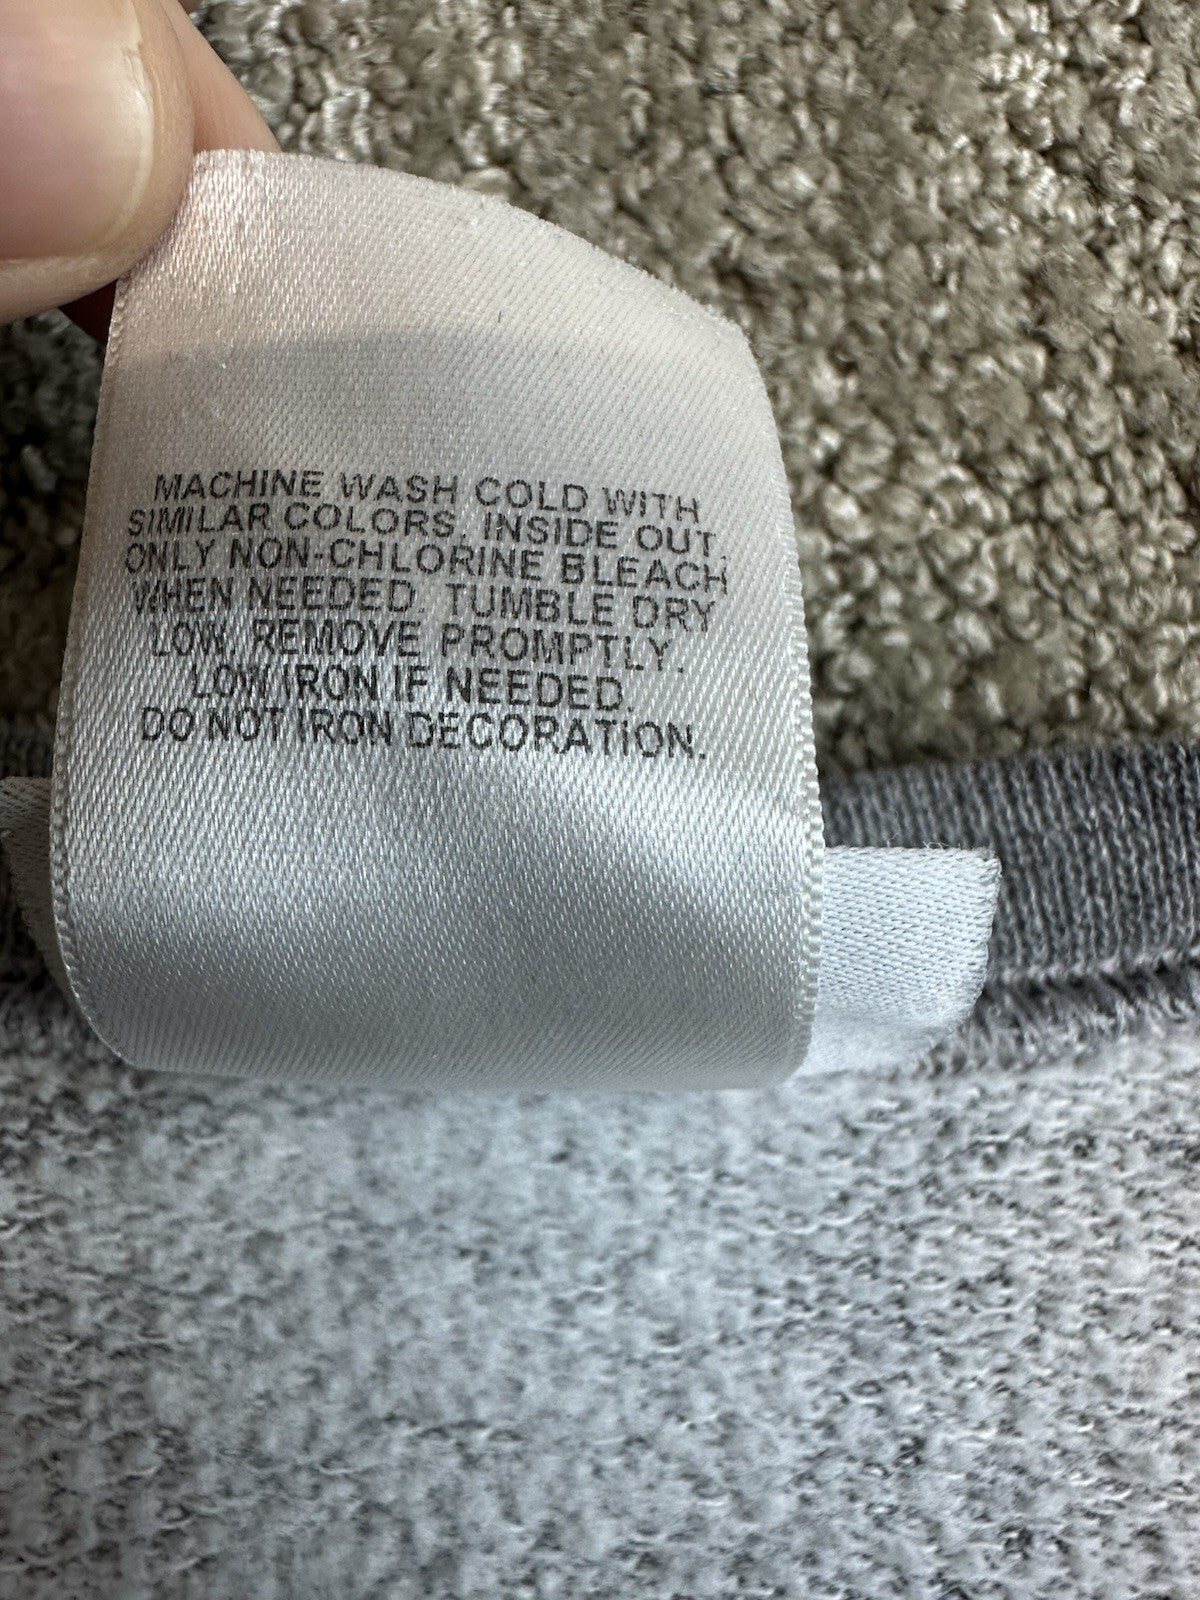 MACHINE WASH COLD WITH
SIMILAR COLORS. INSIDE OUT.
ONLY NON-CHLORINE BLEACH
WHEN NEEDED. TUMBLE DRY
LOW. REMOVE PROMPTLY.
LOW IRON IF NEEDED.
DO NOT IRON DECORATION.